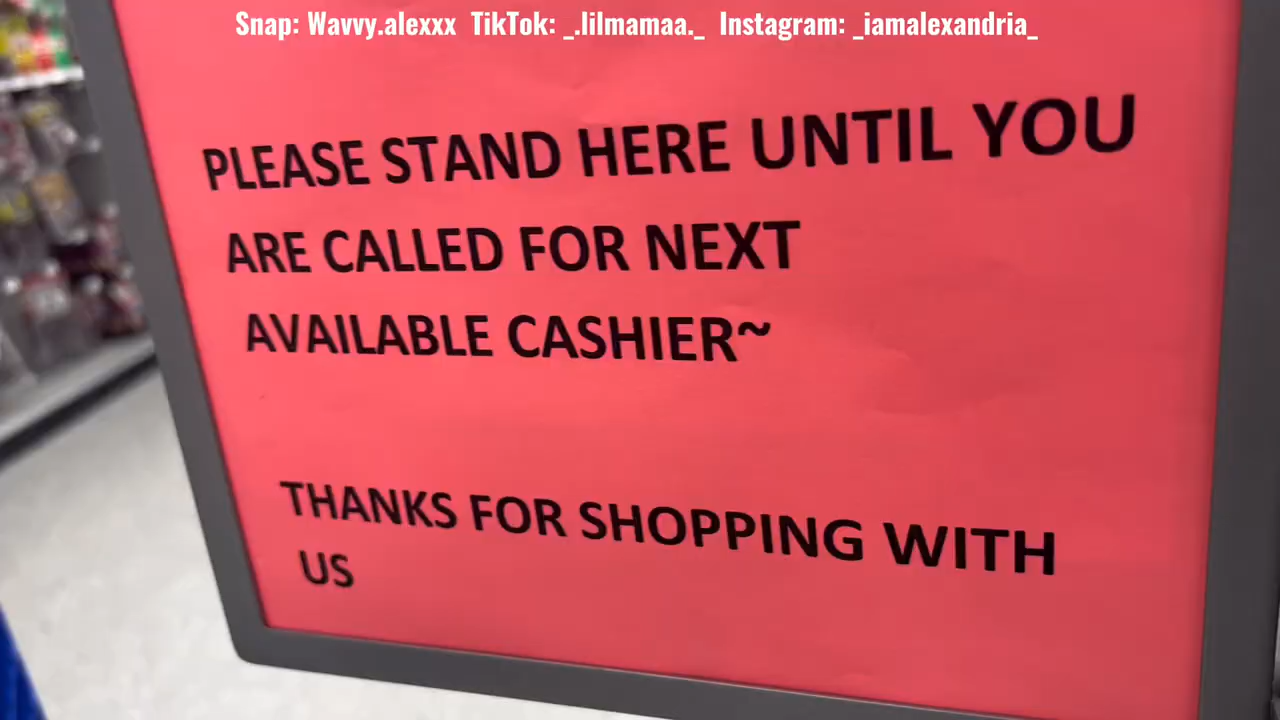 Snap: Wavvy.alexxx TikTok: _.lilmamaa._ Instagram: _iamalexandria_
PLEASE STAND HERE UNTIL YOU
ARE CALLED FOR NEXT
AVAILABLE CASHIER~
THANKS FOR SHOPPING WITH
US